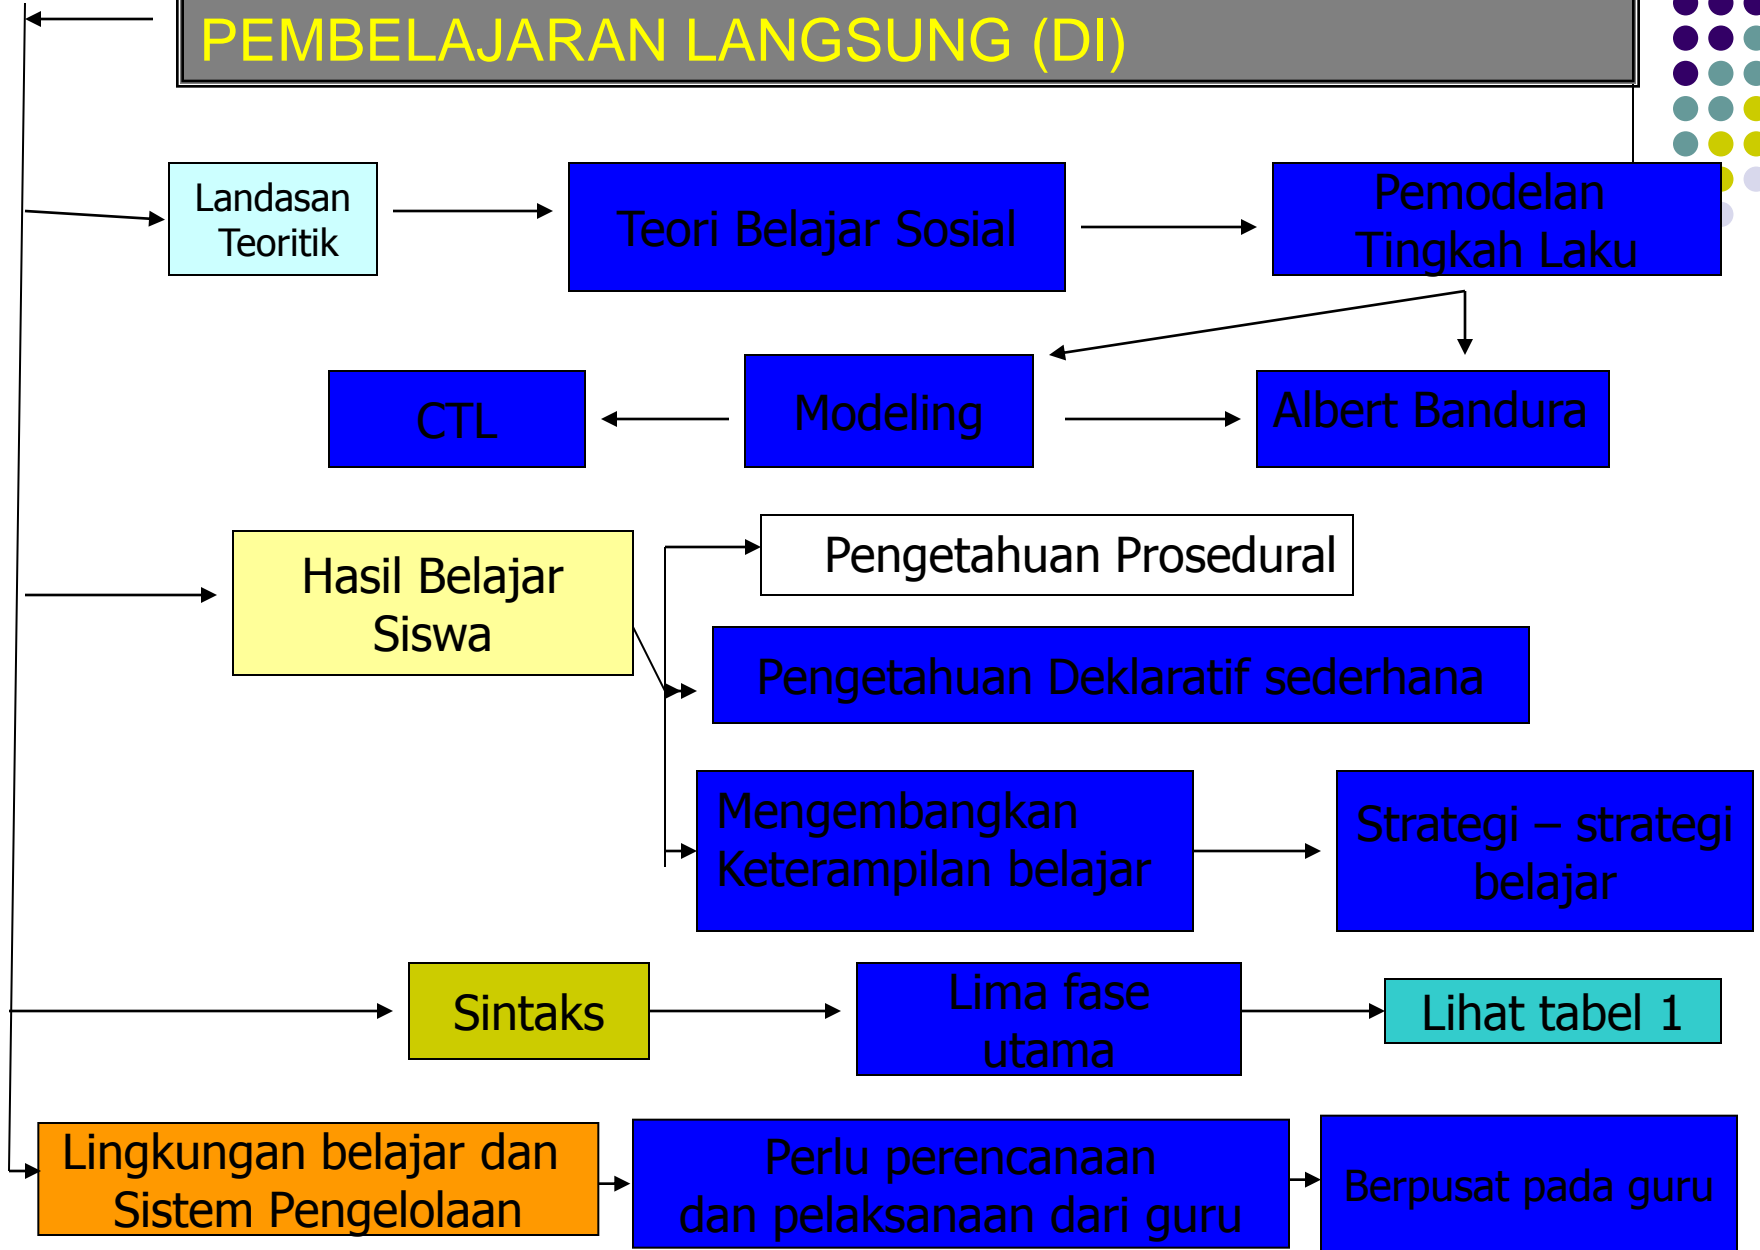 PEMBELAJARAN LANGSUNG (DI)
Landasan
Teoritik
Teori Belajar Sosial
Pemodelan
Tingkah Laku
CTL
Modeling
Albert Bandura
Hasil Belajar
Siswa
Pengetahuan Prosedural
Pengetahuan Deklaratif sederhana
Mengembangkan
Keterampilan belajar
Strategi – strategi
belajar
Sintaks
Lima fase
utama
Lihat tabel 1
Lingkungan belajar dan
Sistem Pengelolaan
Perlu perencanaan
dan pelaksanaan dari guru
Berpusat pada guru